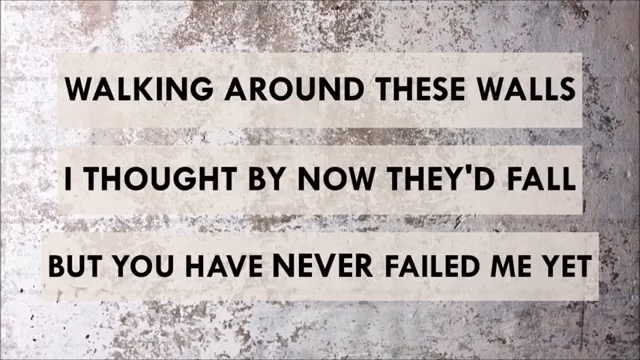 WALKING AROUND THESE WALLS
I THOUGHT BY NOW THEY'D FALL
BUT YOU HAVE NEVER FAILED ME YET